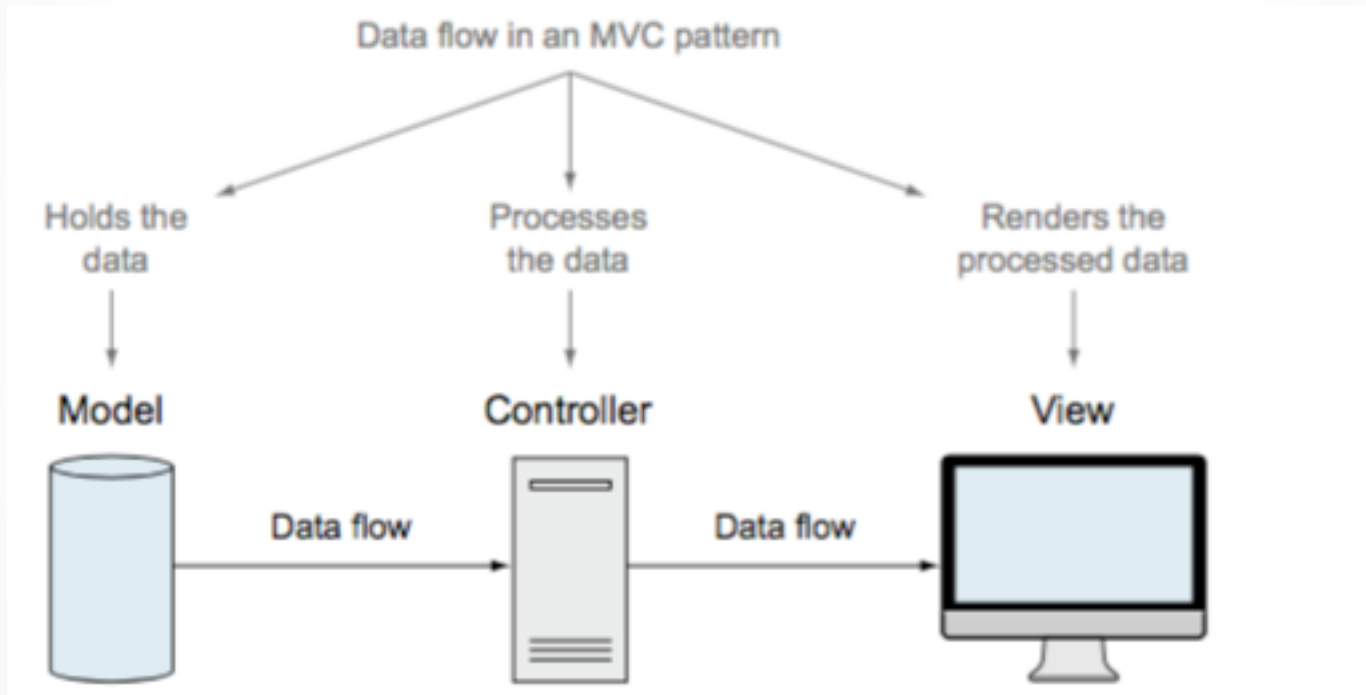 Data flow in an MVC pattern
Holds the
data
Processes
the data
Renders the
processed data
Model
Controller
View
Data flow
Data flow